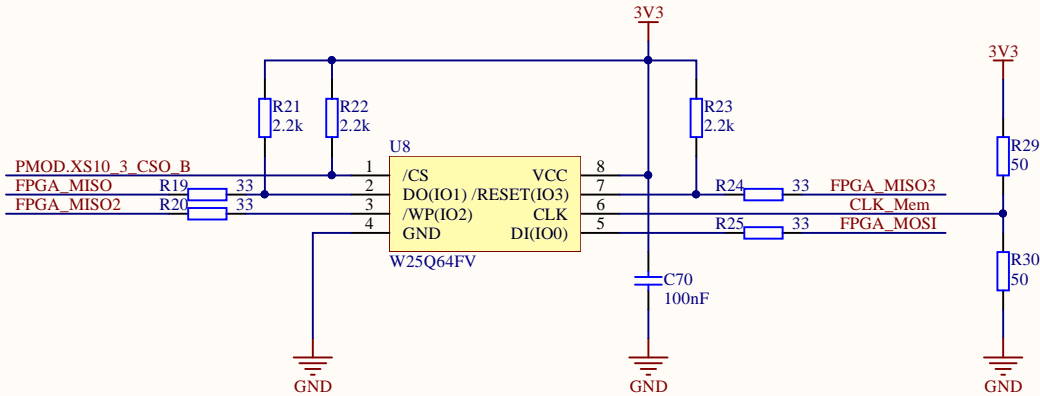 3V3
3V3
R21
2.2k
R22
2.2k
R23
2.2k
R29
50
U8
PMOD.XS10_3_CSO_B
1
/CS
VCC
8
FPGA_MISO
R19
33
2
DO(IO1)
/RESET(IO3)
7
R24
33
FPGA_MISO3
FPGA_MISO2
R20
33
3
/WP(IO2)
CLK
6
CLK_Mem
4
GND
DI(IO0)
5
R25
33
FPGA_MOSI
W25Q64FV
R30
50
C70
100nF
GND
GND
GND